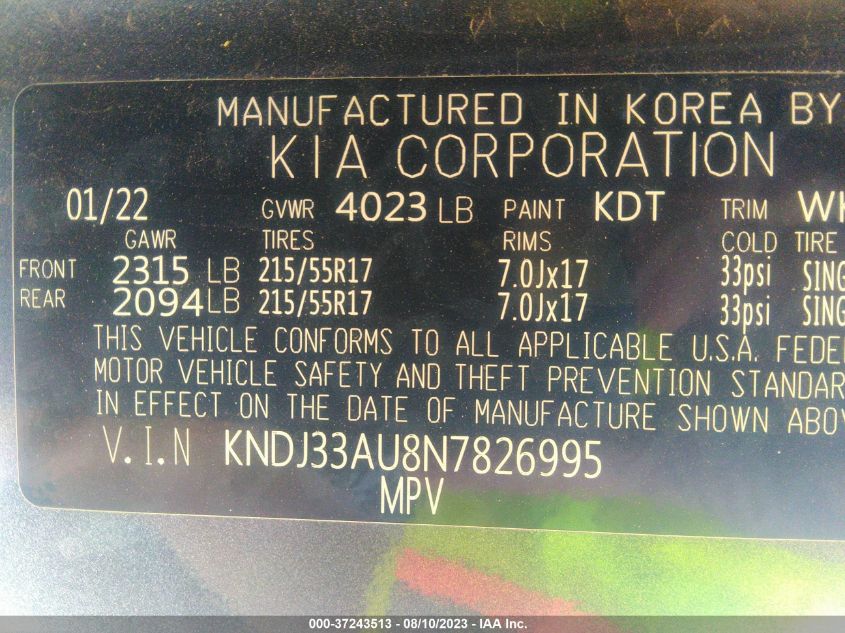 MANUFACTURED IN KOREA BY
KIA CORPORATION
01/22 GVWR 4023 LB PAINT KDT TRIM
GAWR TIRES RIMS COLD TIRE
FRONT 2315 LB 215/55R17 7.0Jx17 33psi
REAR 2094 LB 215/55R17 7.0Jx17 33psi
THIS VEHICLE CONFORMS TO ALL APPLICABLE U.S.A.
MOTOR VEHICLE SAFETY AND THEFT PREVENTION
IN EFFECT ON THE DATE OF MANUFACTURE SHOWN
V.I.N KNDJ33AU8N7826995
MPV
000-37243513 - 08/10/2023 - IAA Inc.